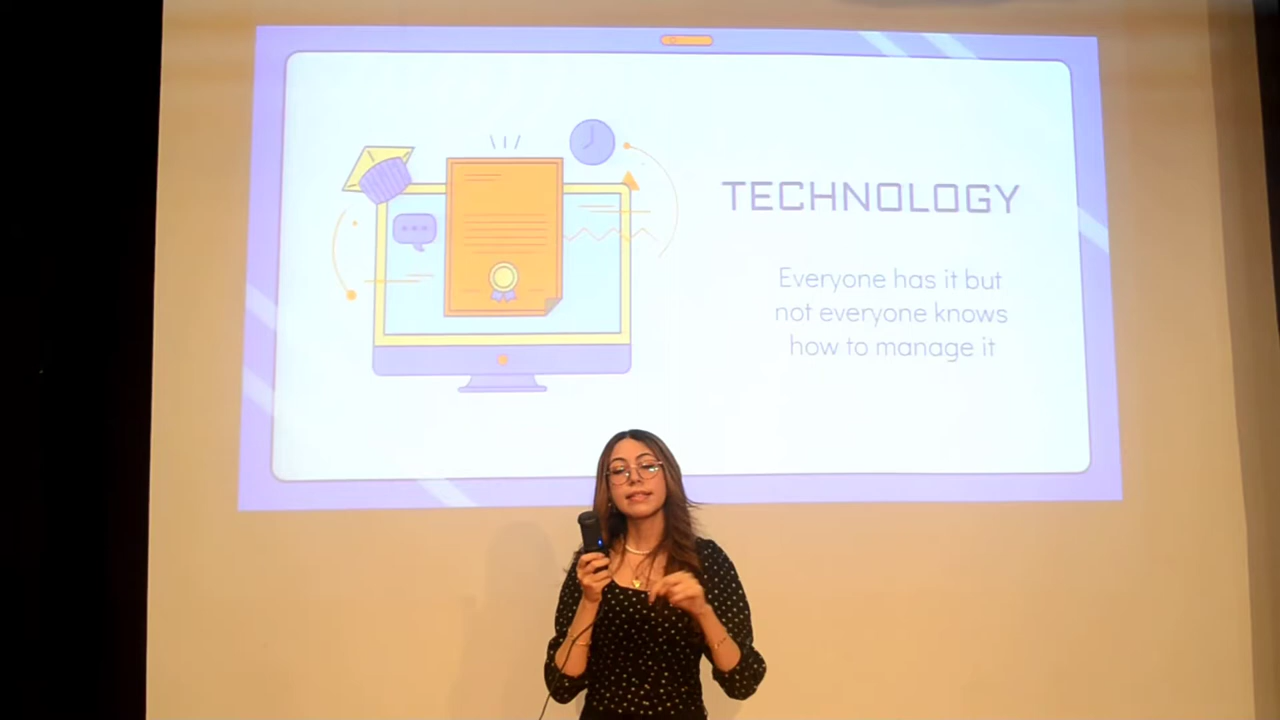 TECHNOLOGY
Everyone has it but
not everyone knows
how to manage it